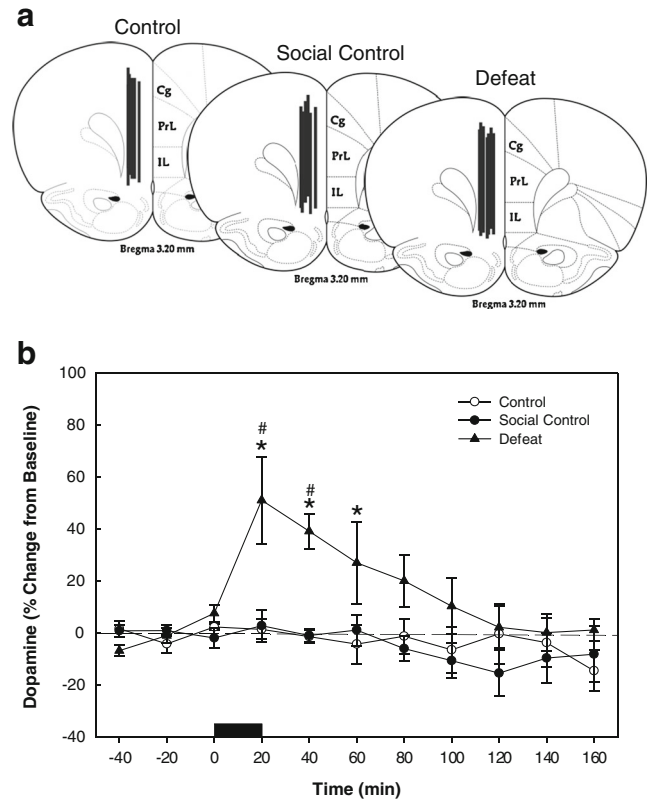 a
Control
Social Control
Defeat
Cg
PrL
IL
Bregma 3.20 mm
Cg
PrL
IL
Bregma 3.20 mm
Cg
PrL
IL
Bregma 3.20 mm
b
Dopamine (% Change from Baseline)
100
80
60
40
20
0
-20
-40
Control
Social Control
Defeat
#
*
#
*
*
-40 -20 0 20 40 60 80 100 120 140 160
Time (min)